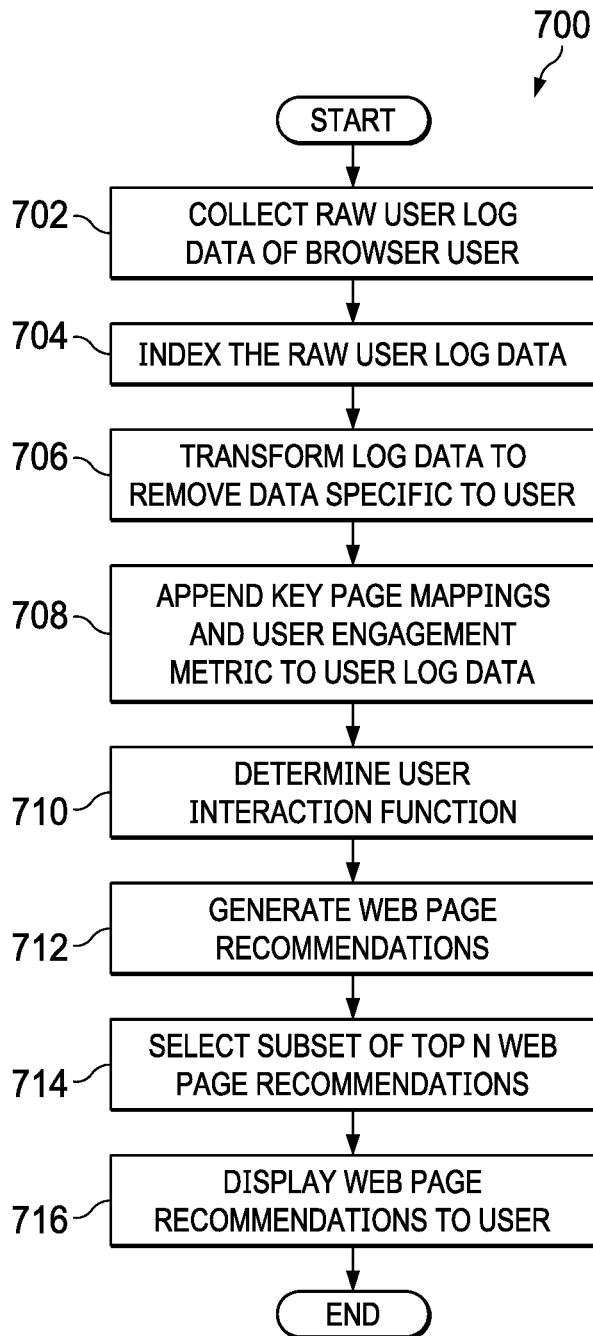 700
START
702
COLLECT RAW USER LOG
DATA OF BROWSER USER
704
INDEX THE RAW USER LOG DATA
706
TRANSFORM LOG DATA TO
REMOVE DATA SPECIFIC TO USER
708
APPEND KEY PAGE MAPPINGS
AND USER ENGAGEMENT
METRIC TO USER LOG DATA
710
DETERMINE USER
INTERACTION FUNCTION
712
GENERATE WEB PAGE
RECOMMENDATIONS
714
SELECT SUBSET OF TOP N WEB
PAGE RECOMMENDATIONS
716
DISPLAY WEB PAGE
RECOMMENDATIONS TO USER
END